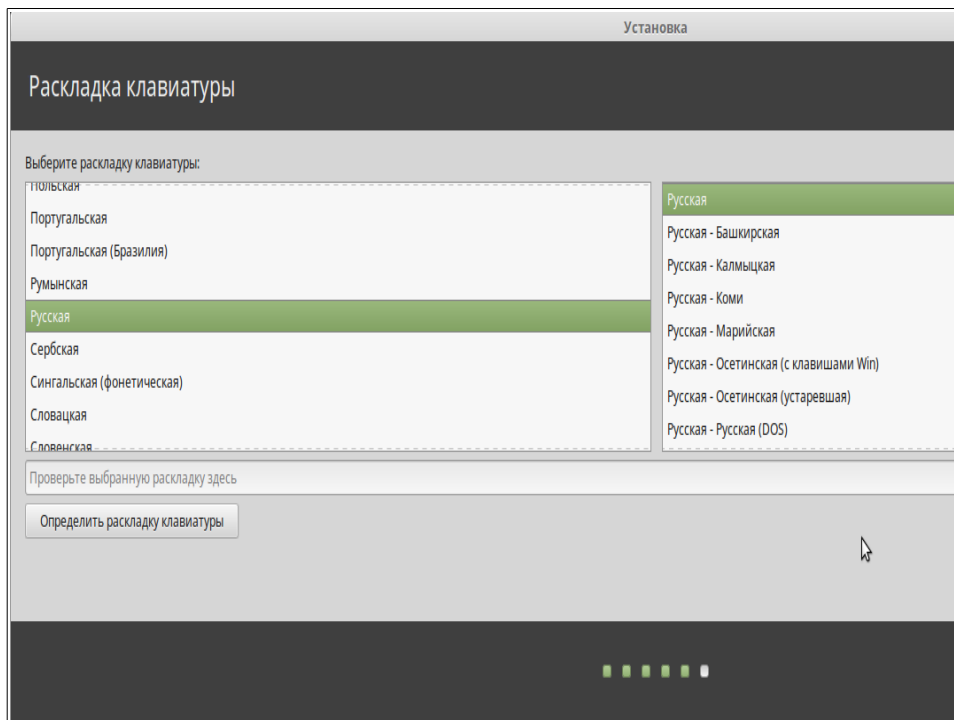 Установка
Раскладка клавиатуры
Выберите раскладку клавиатуры:
Польская
Португальская
Португальская (Бразилия)
Румынская
Русская
Сербская
Сингальская (фонетическая)
Словацкая
Словенская
Русская
Русская - Башкирская
Русская - Калмыцкая
Русская - Коми
Русская - Марийская
Русская - Осетинская (с клавишами Win)
Русская - Осетинская (устаревшая)
Русская - Русская (DOS)
Проверьте выбранную раскладку здесь
Определить раскладку клавиатуры